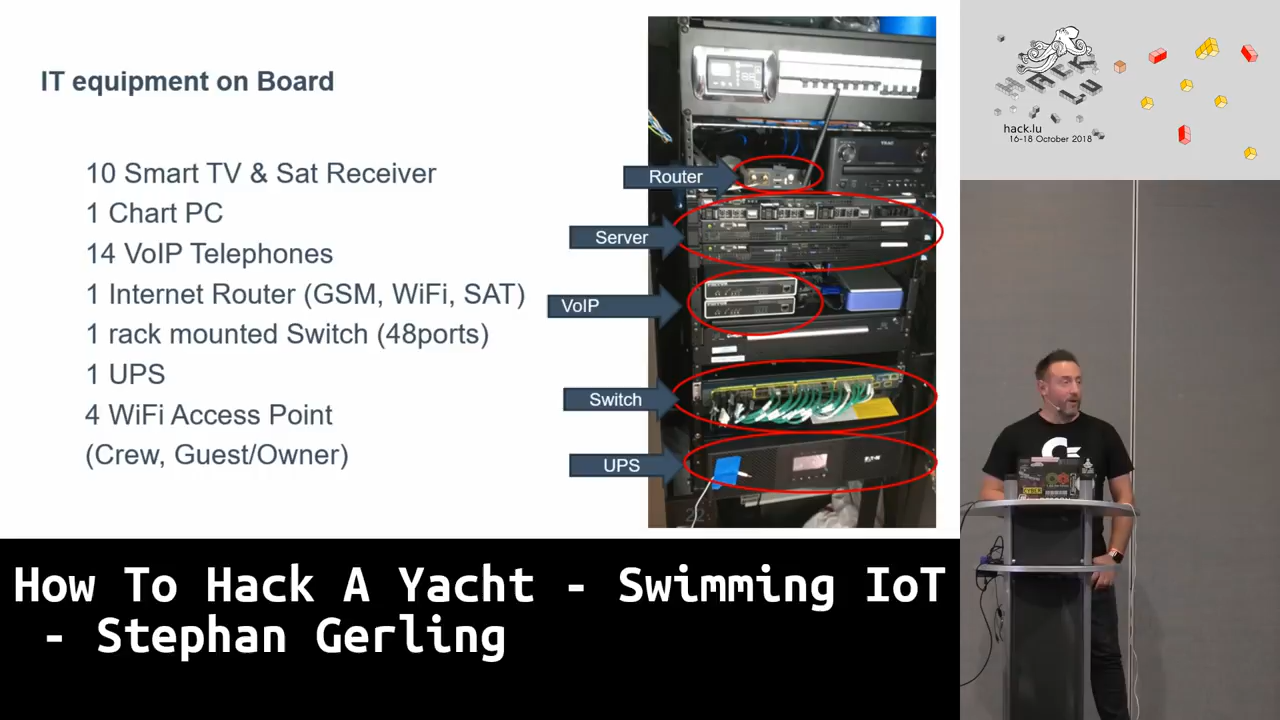 IT equipment on Board
10 Smart TV & Sat Receiver
1 Chart PC
14 VoIP Telephones
1 Internet Router (GSM, WiFi, SAT)
1 rack mounted Switch (48ports)
1 UPS
4 WiFi Access Point
(Crew, Guest/Owner)
Router
Server
VoIP
Switch
UPS
HACK
LU
hack.lu
16-18 October 2018
How To Hack A Yacht - Swimming IoT
- Stephan Gerling